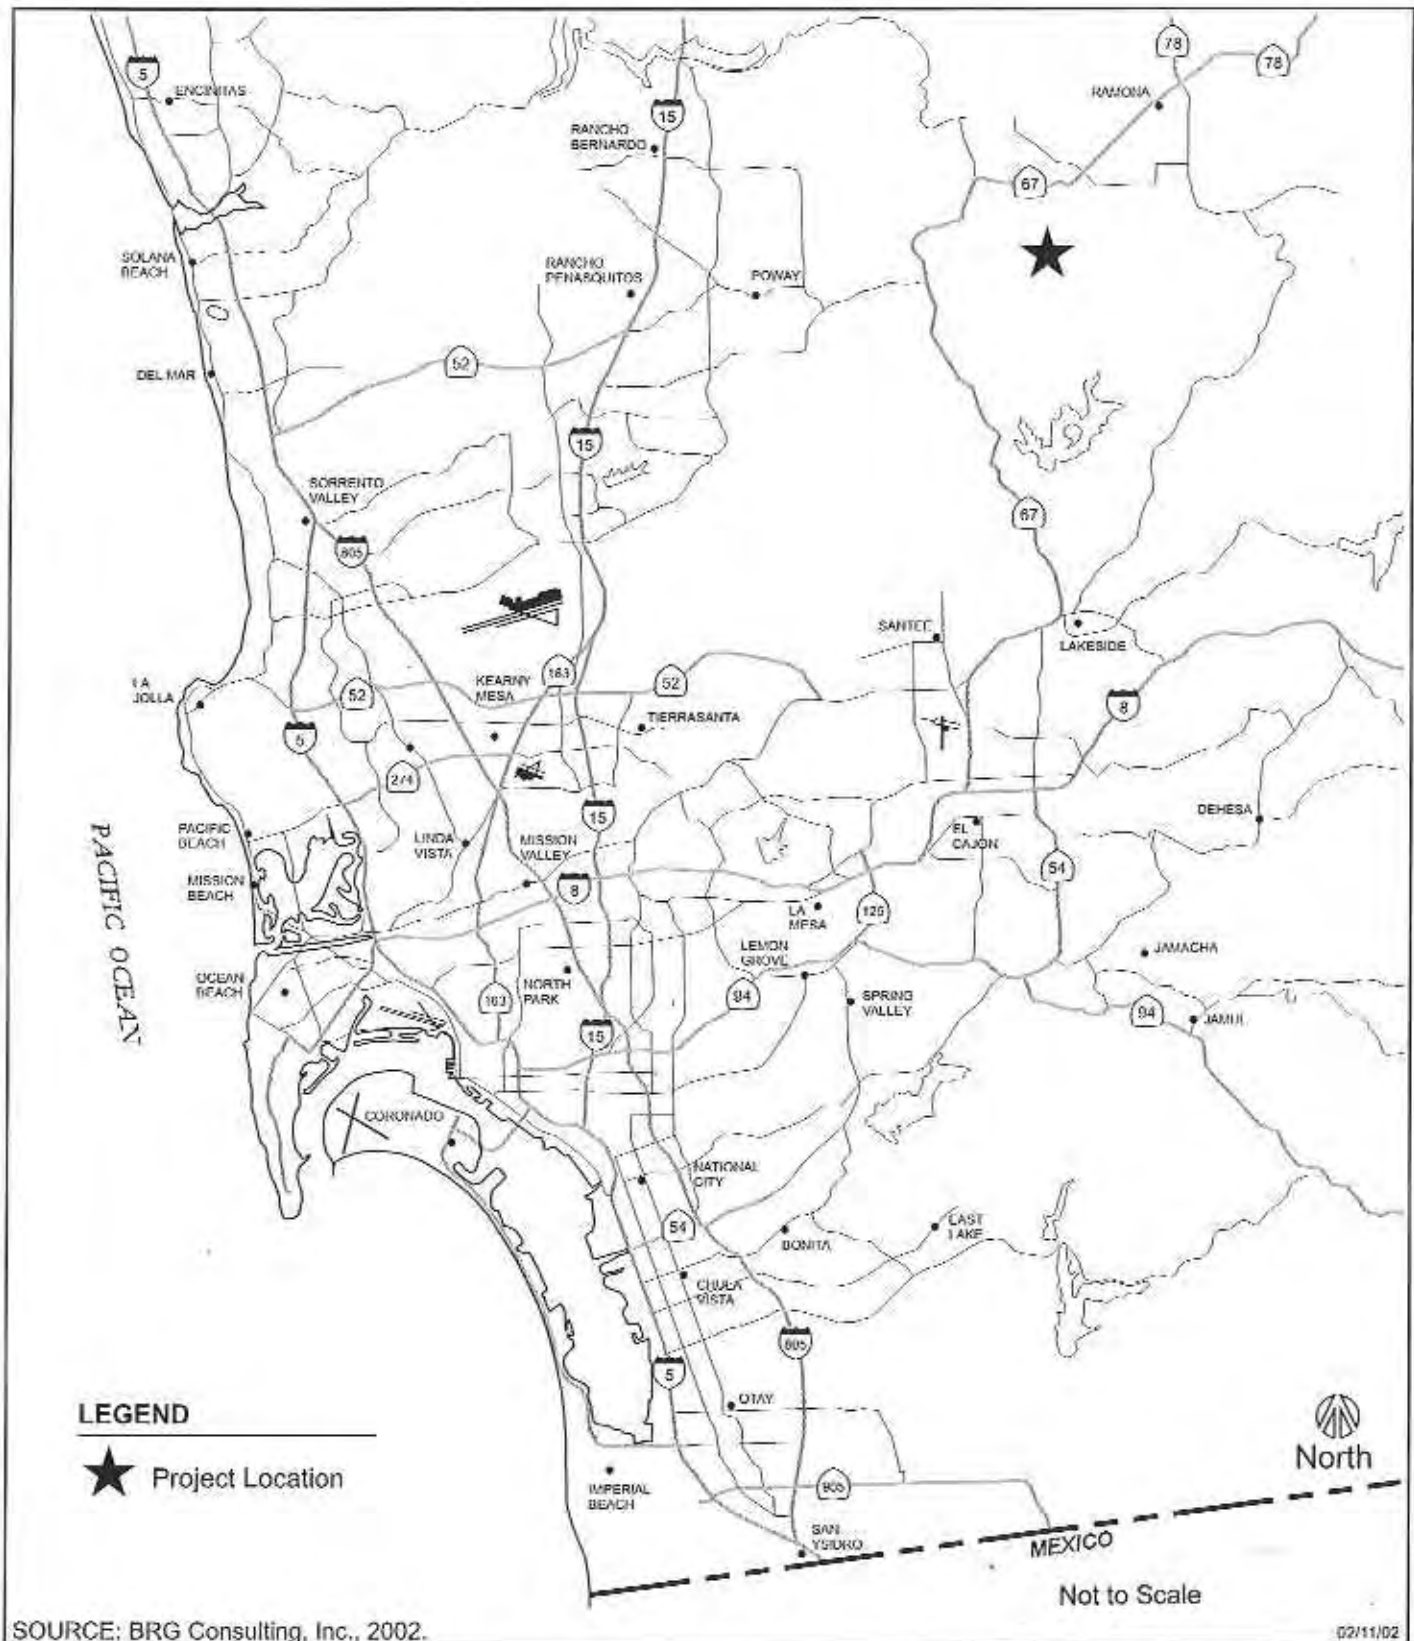 5
ENCINITAS
15
RANCHO
BERNARDO
78
78
RAMONA
67
SOLANA
BEACH
RANCHO
PENASQUITOS
POWAY
52
DEL MAR
15
SORRENTO
VALLEY
805
67
SANTEE
LAKESIDE
LA
JOLLA
52
KEARNY
MESA
163
52
TIERRASANTA
8
5
274
15
DEHESA
PACIFIC
BEACH
LINDA
VISTA
MISSION
VALLEY
EL
CAJON
MISSION
BEACH
8
54
LA
MESA
125
PACIFIC OCEAN
OCEAN
BEACH
163
NORTH
PARK
LEMON
GROVE
94
SPRING
VALLEY
JAMACHA
94
JAMUL
15
CORONADO
NATIONAL
CITY
54
BONITA
EAST
LAKE
CHULA
VISTA
805
5
OTAY
LEGEND
Project Location
North
IMPERIAL
BEACH
905
SAN
YSIDRO
MEXICO
Not to Scale
SOURCE: BRG Consulting, Inc., 2002.
02/11/02